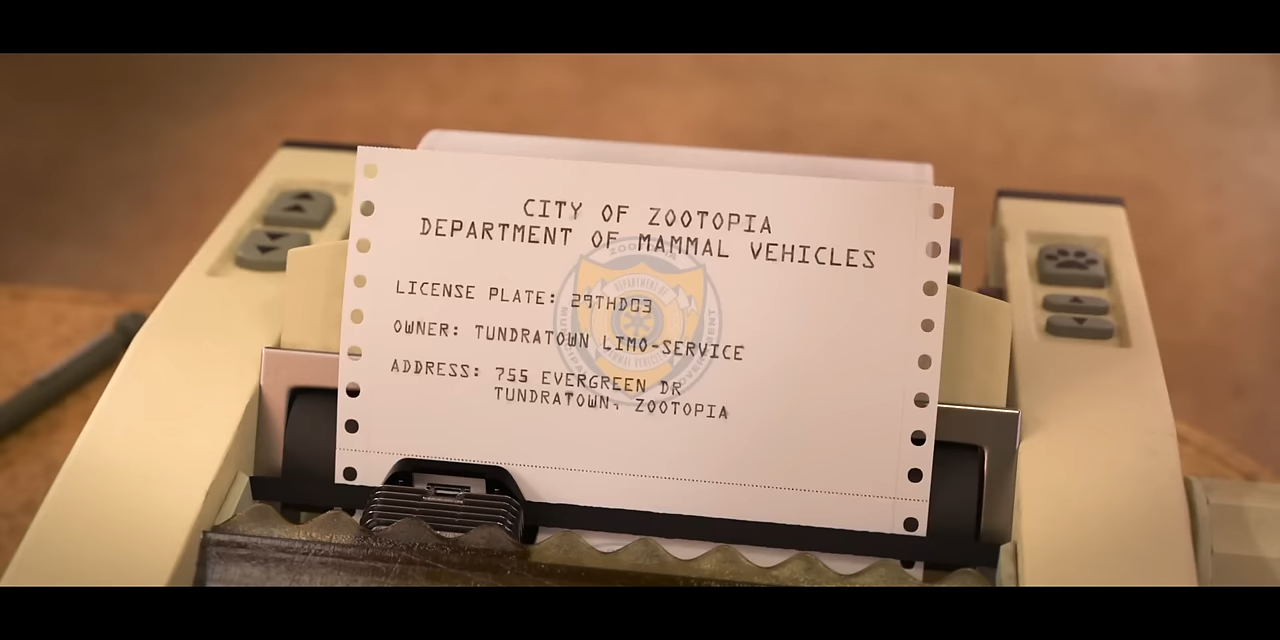 CITY OF ZOOTOPIA
DEPARTMENT OF MAMMAL VEHICLES
LICENSE PLATE: 29THD03
OWNER: TUNDRATOWN LIMO-SERVICE
ADDRESS: 755 EVERGREEN DR
TUNDRATOWN, ZOOTOPIA